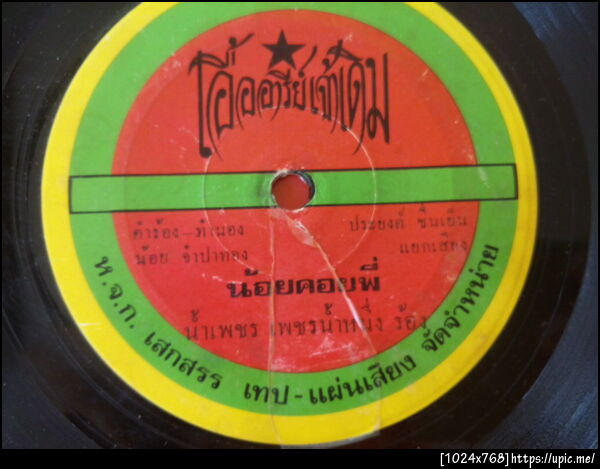 โอ้ออารีย์เจ้าเดิม
คำร้อง-ทำนอง
น้อย จำปาทอง
ประยงค์ ชื่นเย็น
แยกเสียง
น้อยคอยพี่
น้ำเพชร เพชรน้ำหนึ่ง ร้อง
ห.จ.ก. เสกสรร เทป-แผ่นเสียง จัดจำหน่าย
[1024x768]https://upic.me/